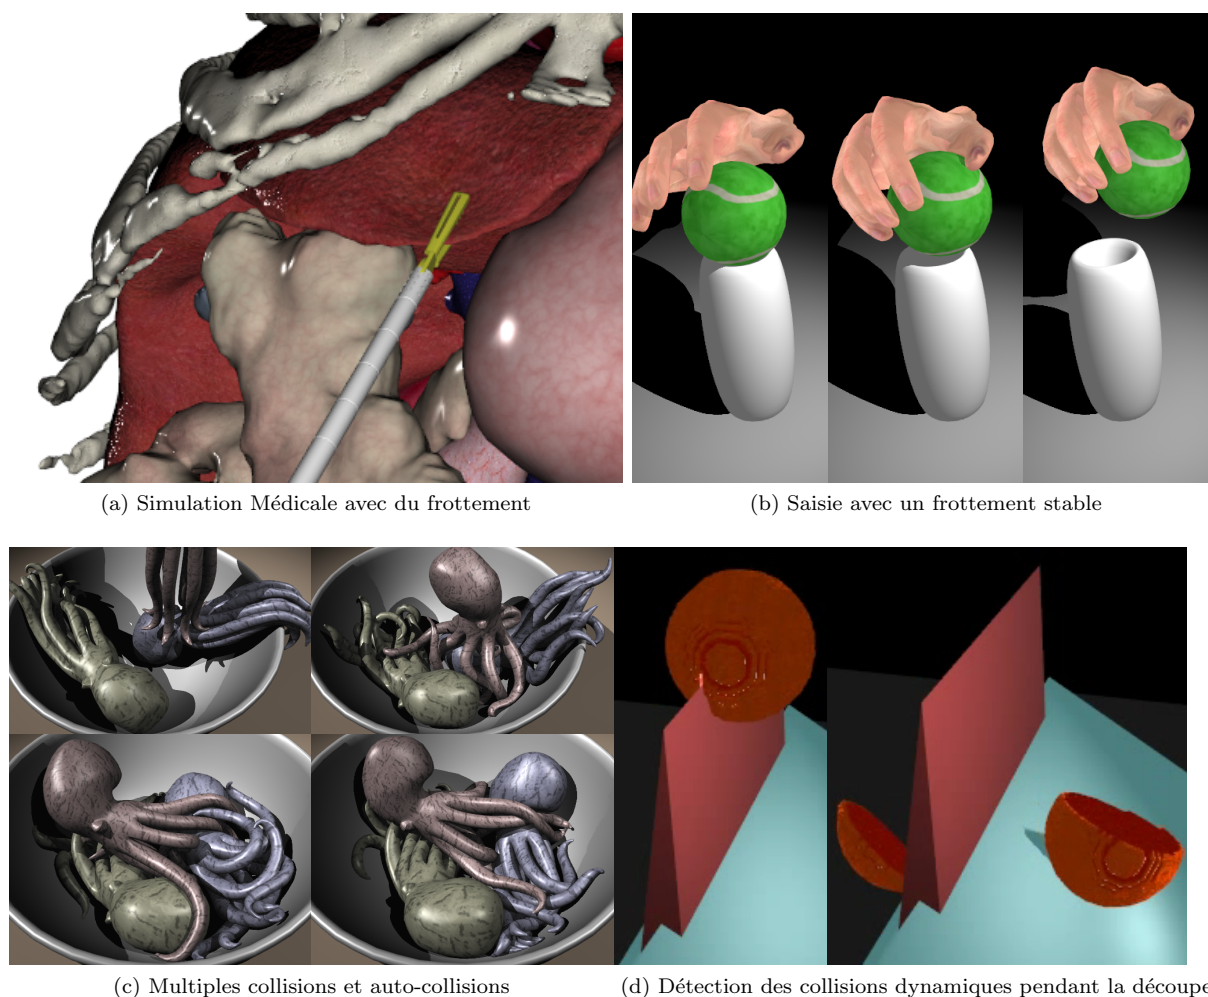 (a) Simulation Médicale avec du frottement
(b) Saisie avec un frottement stable
(c) Multiples collisions et auto-collisions
(d) Détection des collisions dynamiques pendant la découpe